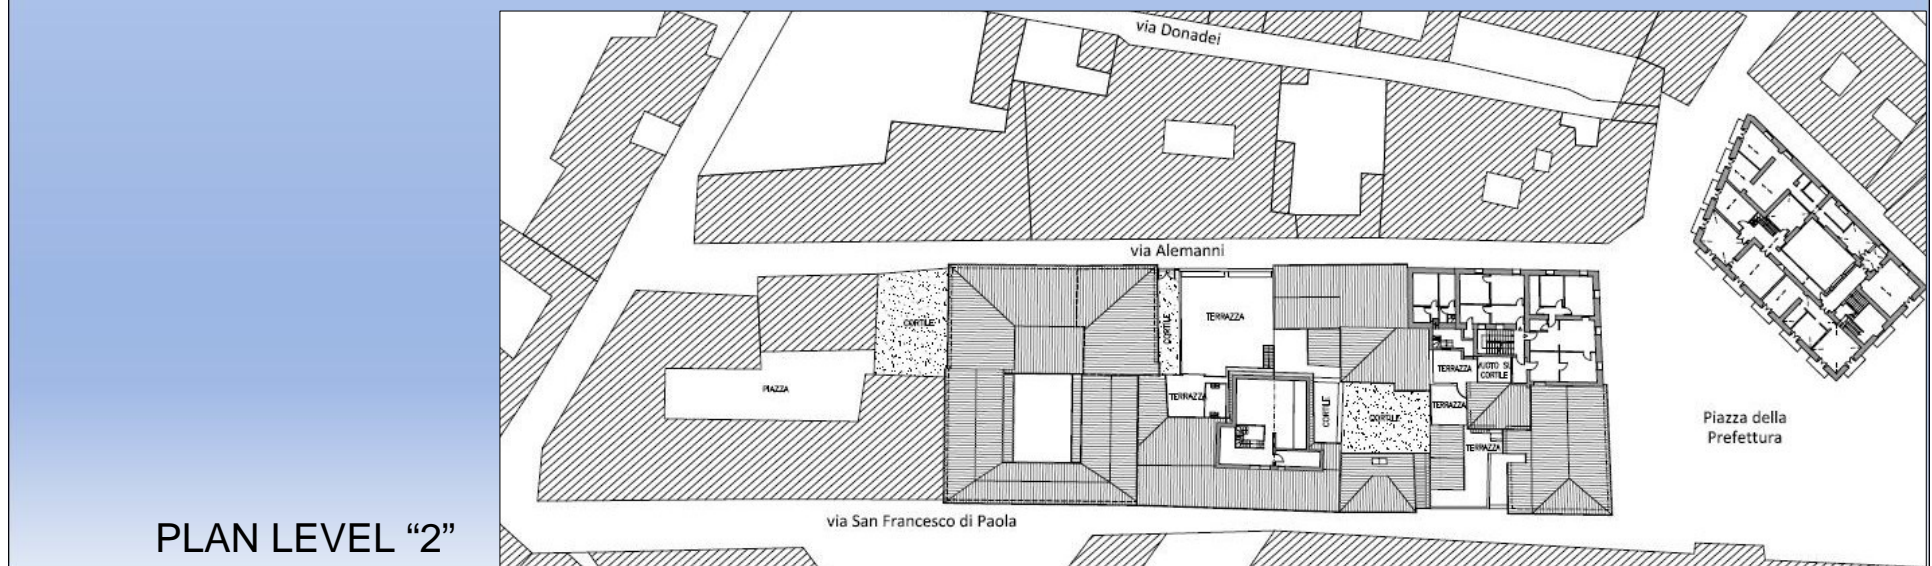 via Donadei
via Alemanni
CORTILE
CORTILE
TERRAZZA
PIAZZA
TERRAZZA
CORTILE
CORTILE
TERRAZZA
VUOTO SU
CORTILE
TERRAZZA
TERRAZZA
Piazza della
Prefettura
via San Francesco di Paola
PLAN LEVEL “2”